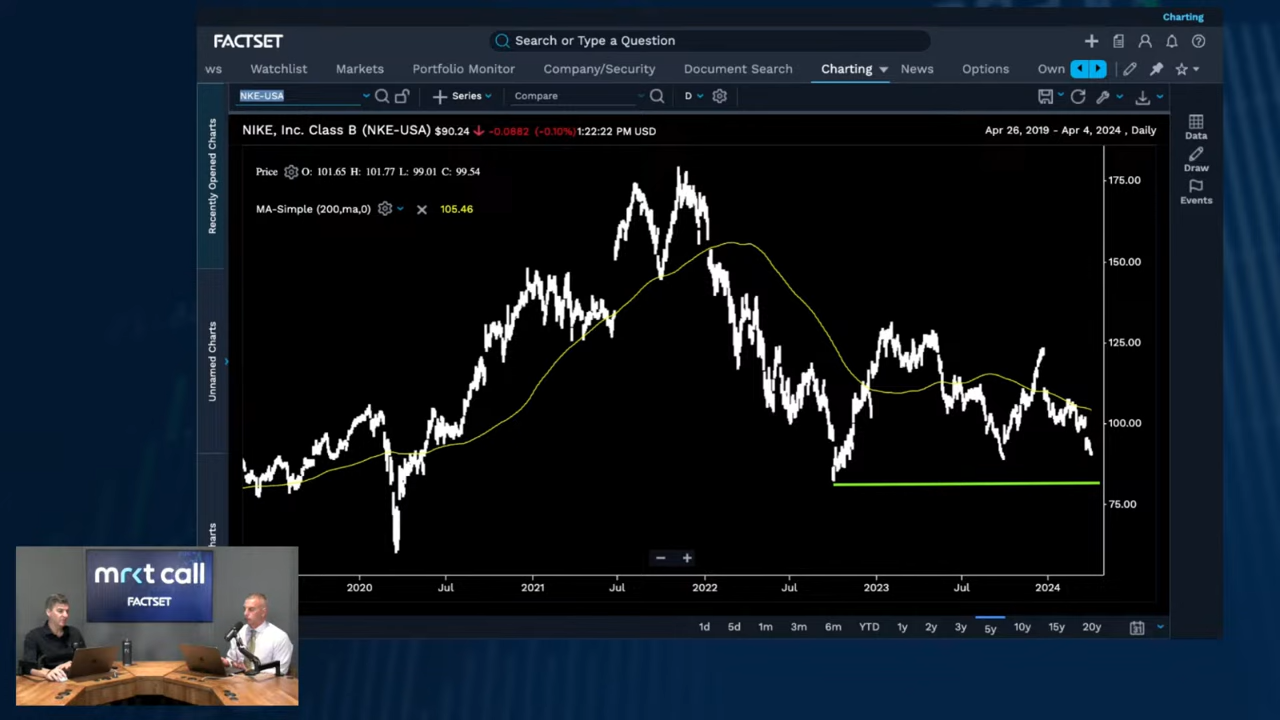 Charting
FACTSET
Search or Type a Question
ws Watchlist Markets Portfolio Monitor Company/Security Document Search Charting News Options Own
NKE-USA Series Compare D
NIKE, Inc. Class B (NKE-USA) $90.24 -0.0882 (-0.10%) 1:22:22 PM USD Apr 26, 2019 - Apr 4, 2024 , Daily
Price O: 101.65 H: 101.77 L: 99.01 C: 99.54
MA-Simple (200,ma,0) 105.46
Recently Opened Charts
Unnamed Charts
harts
Data
Draw
Events
175.00
150.00
125.00
100.00
75.00
2020 Jul 2021 Jul 2022 Jul 2023 Jul 2024
1d 5d 1m 3m 6m YTD 1y 2y 3y 5y 10y 15y 20y
mrkt call
FACTSET